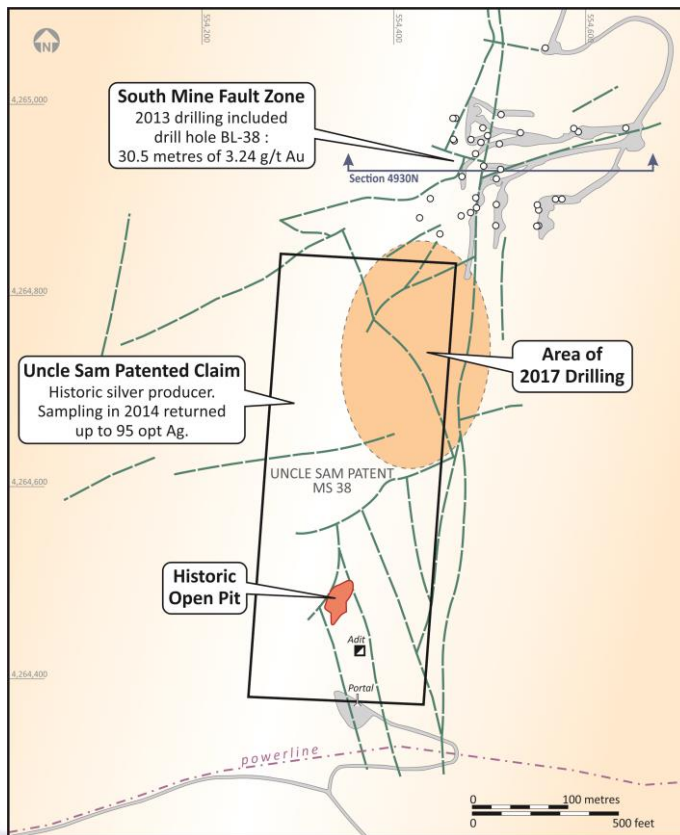 554,200
554,400
554,600
4,265,000
4,264,800
4,264,600
4,264,400
South Mine Fault Zone
2013 drilling included
drill hole BL-38 :
30.5 metres of 3.24 g/t Au
Section 4930N
Uncle Sam Patented Claim
Historic silver producer.
Sampling in 2014 returned
up to 95 opt Ag.
Area of
2017 Drilling
UNCLE SAM PATENT
MS 38
Historic
Open Pit
Adit
Portal
powerline
0 100 metres
0 500 feet